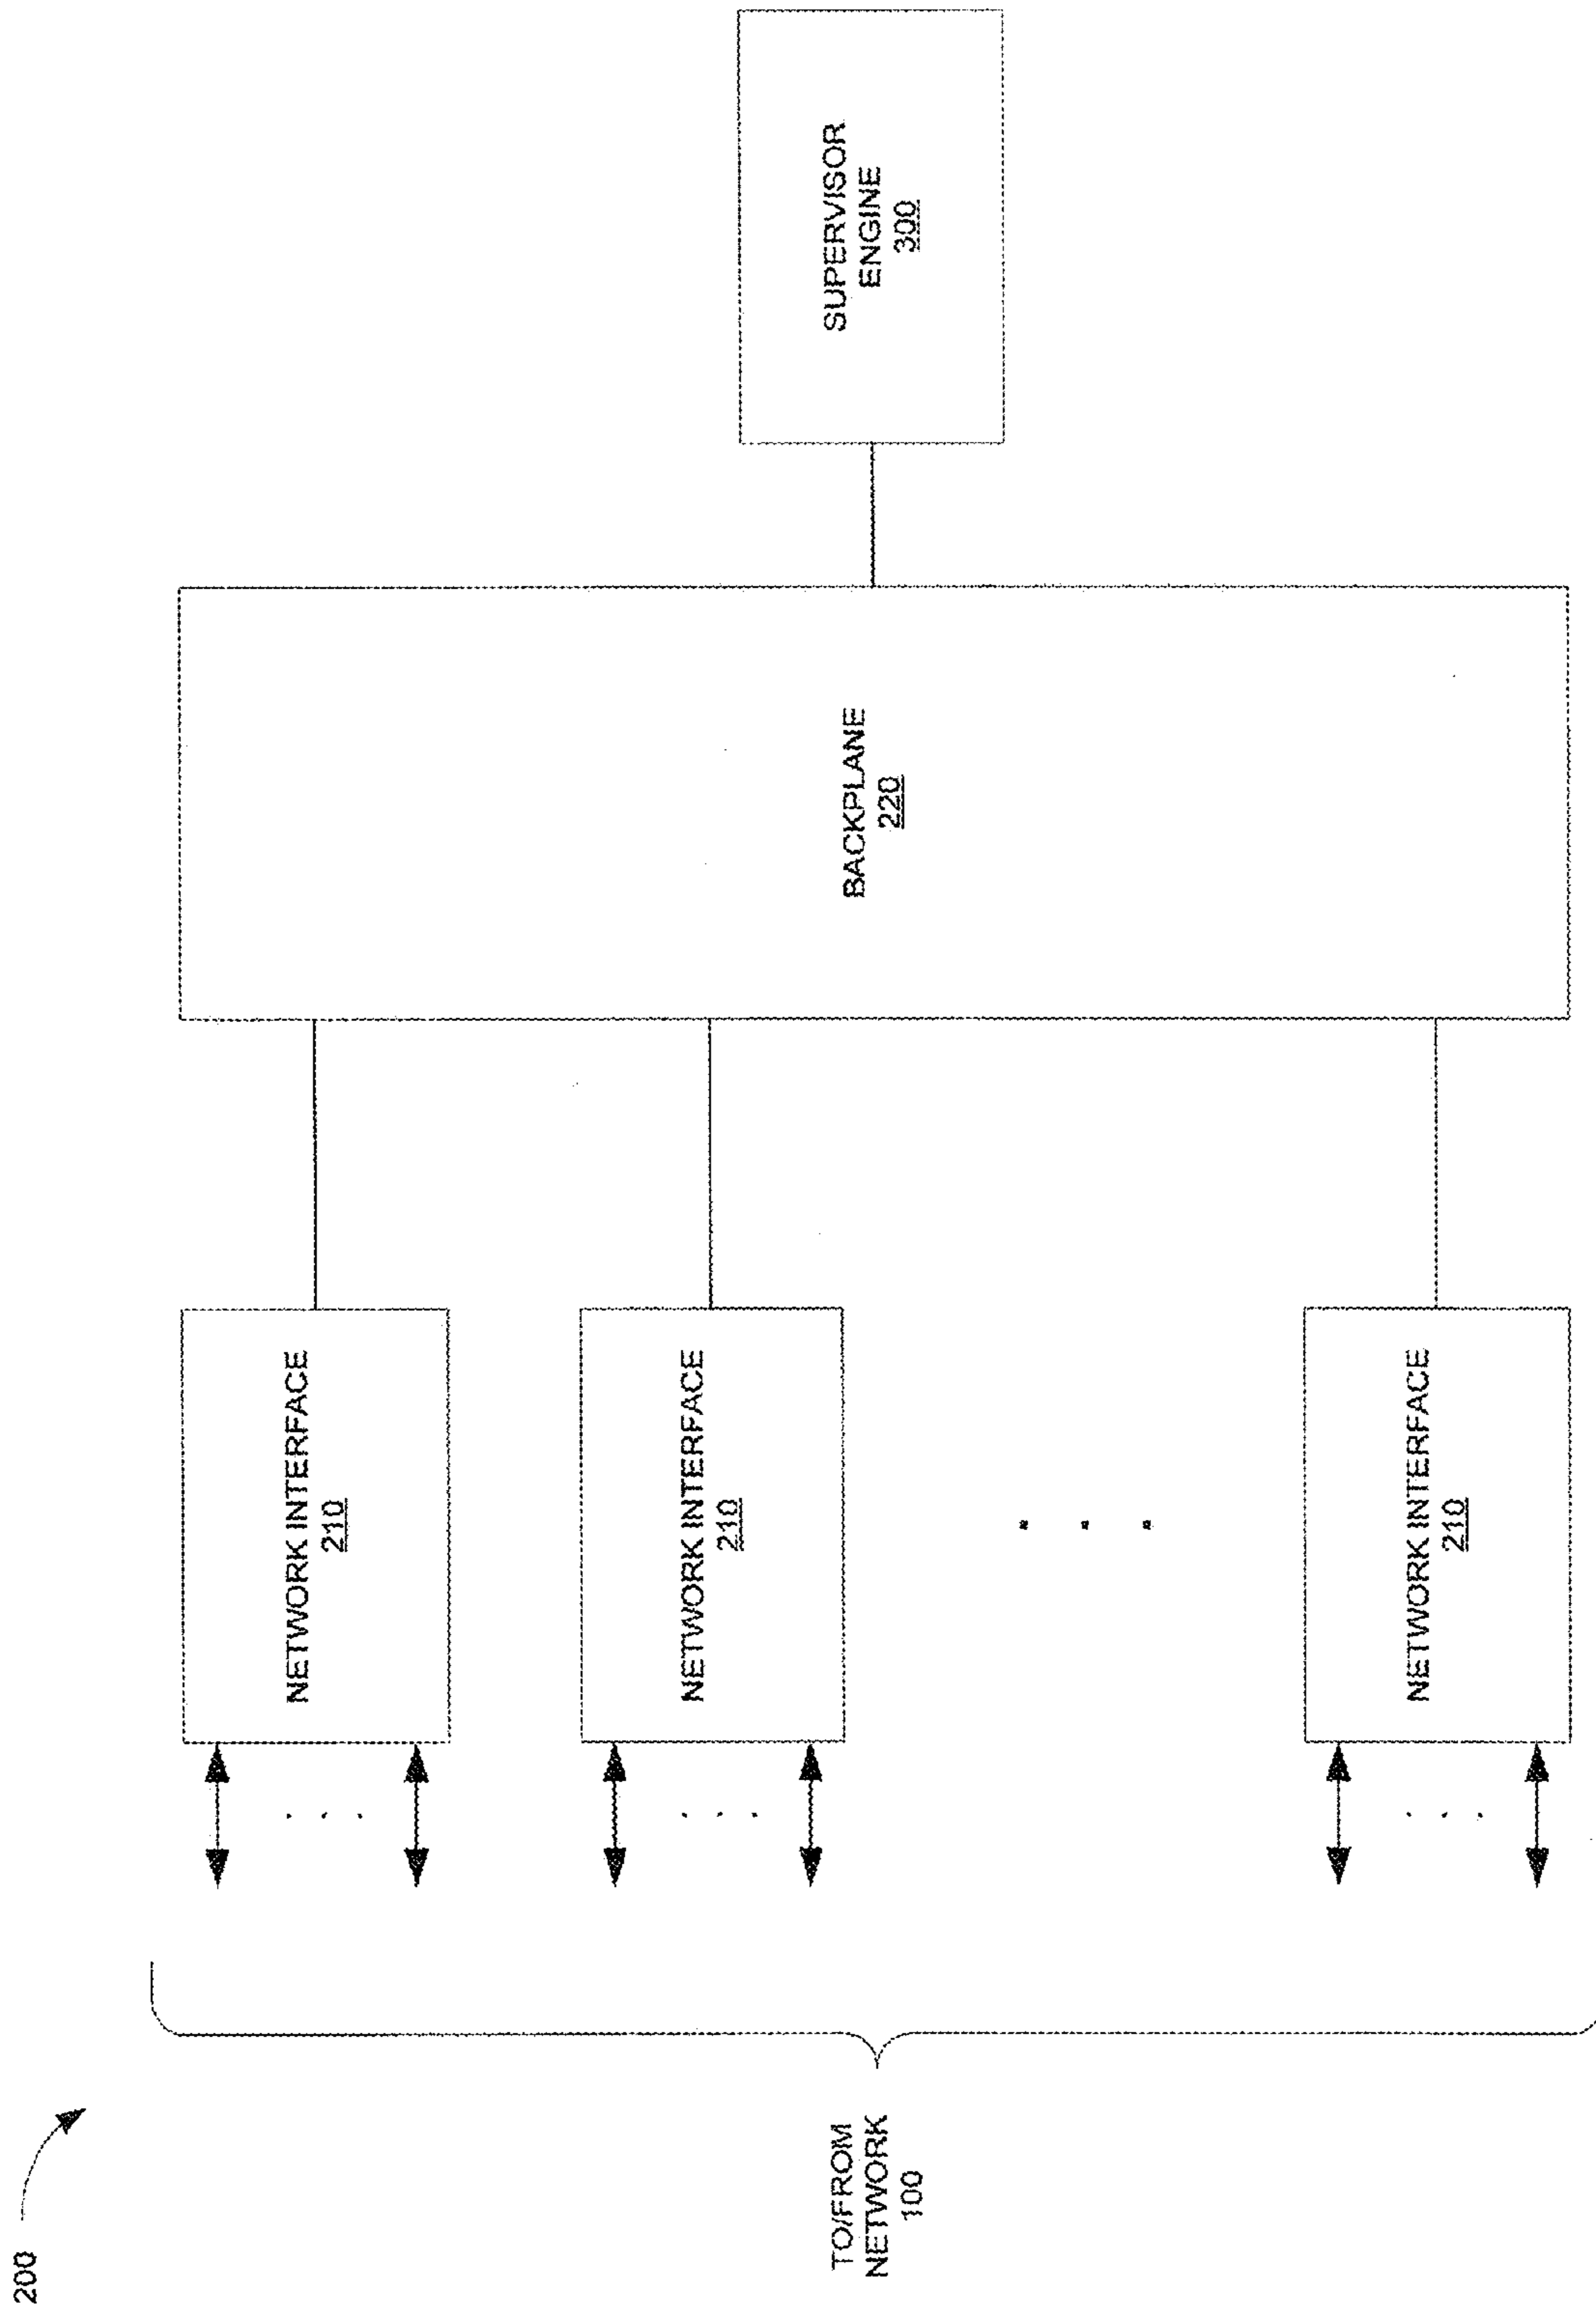 200
TO/FROM
NETWORK
100
NETWORK INTERFACE
210
NETWORK INTERFACE
210
NETWORK INTERFACE
210
BACKPLANE
220
SUPERVISOR
ENGINE
300